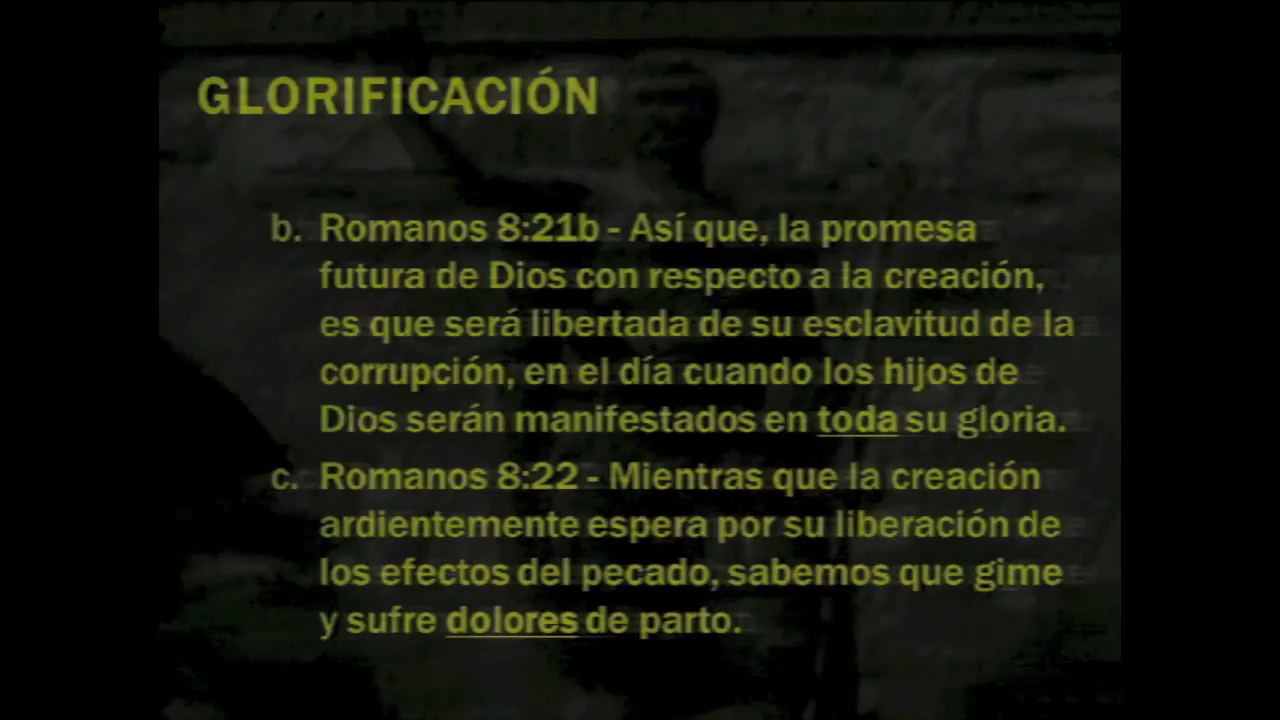 GLORIFICACIÓN
b. Romanos 8:21b - Así que, la promesa
futura de Dios con respecto a la creación,
es que será libertada de su esclavitud de la
corrupción, en el día cuando los hijos de
Dios serán manifestados en toda su gloria.
c. Romanos 8:22 - Mientras que la creación
ardientemente espera por su liberación de
los efectos del pecado, sabemos que gime
y sufre dolores de parto.